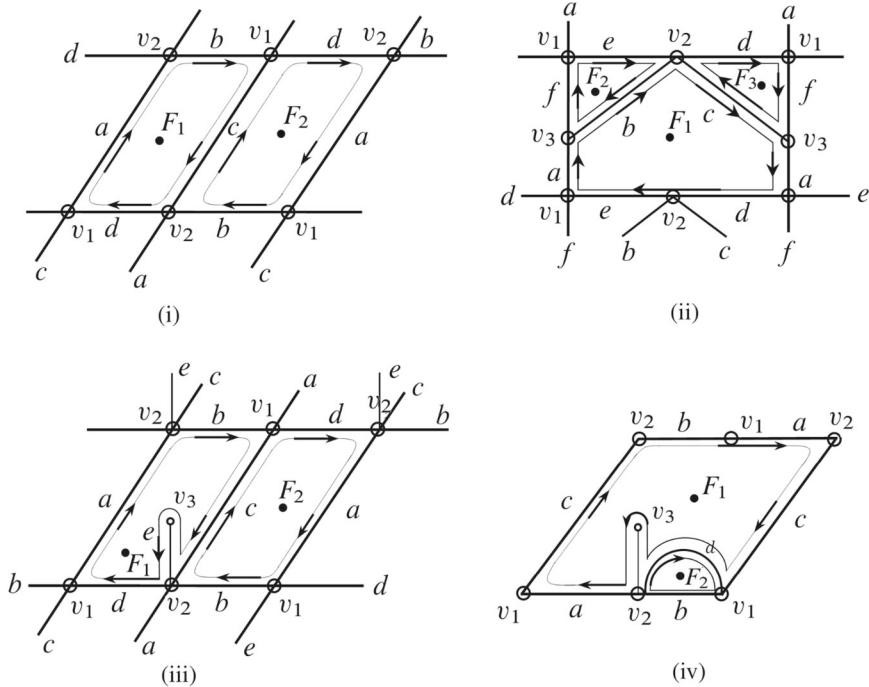 v₂ b v₁ d v₂ b
d
a F₁ c F₂ a
v₁ d v₂ b v₁
c a c
(i)
a a
v₁ e v₂ d v₁
f F₂ F₃ f
b F₁ c
v₃ v₃
a a
d v₁ e v₂ d e
f b c f
(ii)
e c a e c
v₂ b v₁ d v₂ b
a v₃ c F₂ a
e F₁
b v₁ d v₂ b v₁ d
c a e
(iii)
v₂ b v₁ a v₂
c F₁ c
v₃ d
F₂
v₁ a v₂ b v₁
(iv)